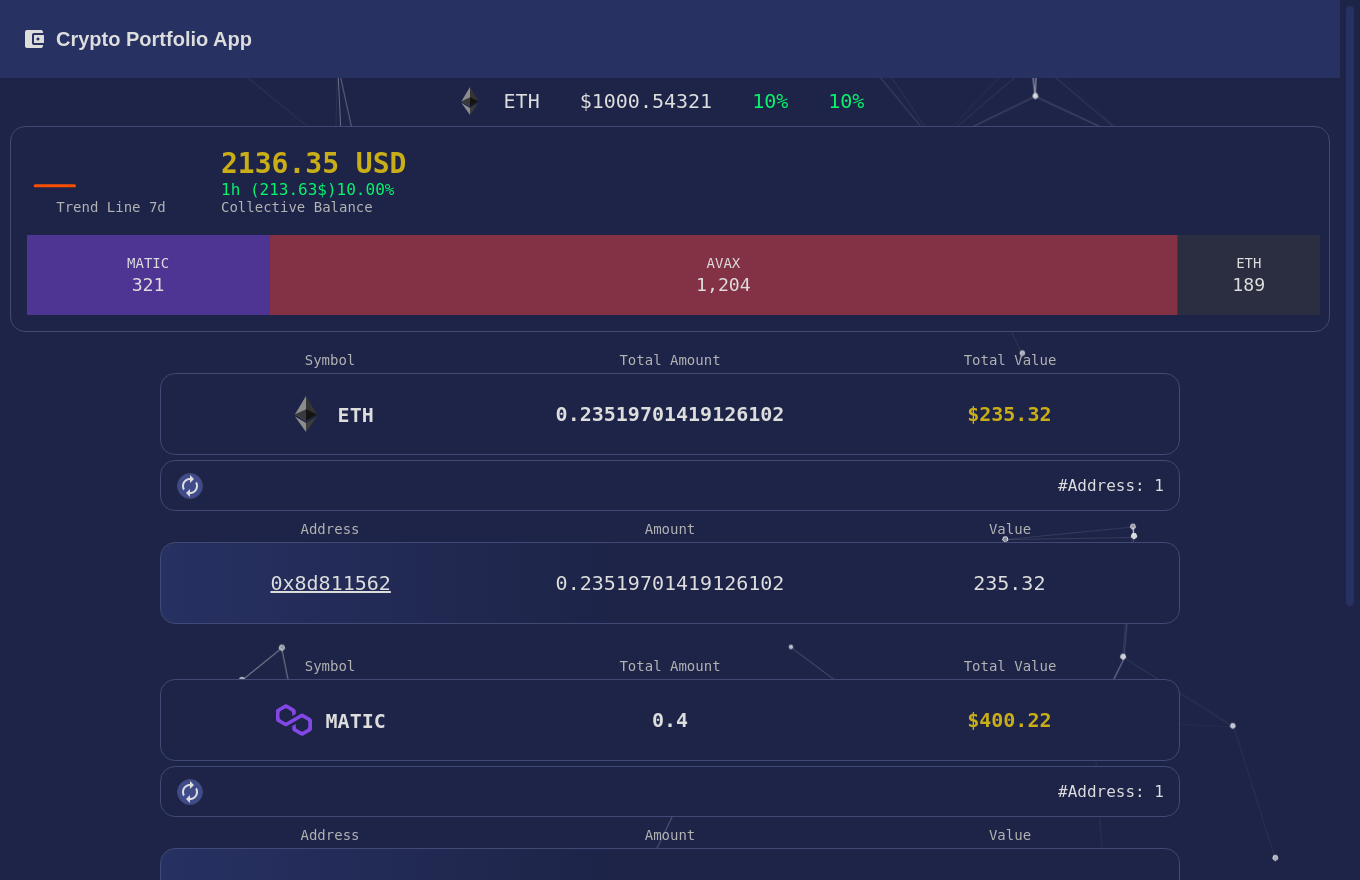 Crypto Portfolio App
ETH $1000.54321 10% 10%
2136.35 USD
1h (213.63$)10.00%
Trend Line 7d Collective Balance
MATIC AVAX ETH
321 1,204 189
Symbol Total Amount Total Value
ETH 0.23519701419126102 $235.32
#Address: 1
Address Amount Value
0x8d811562 0.23519701419126102 235.32
Symbol Total Amount Total Value
MATIC 0.4 $400.22
#Address: 1
Address Amount Value